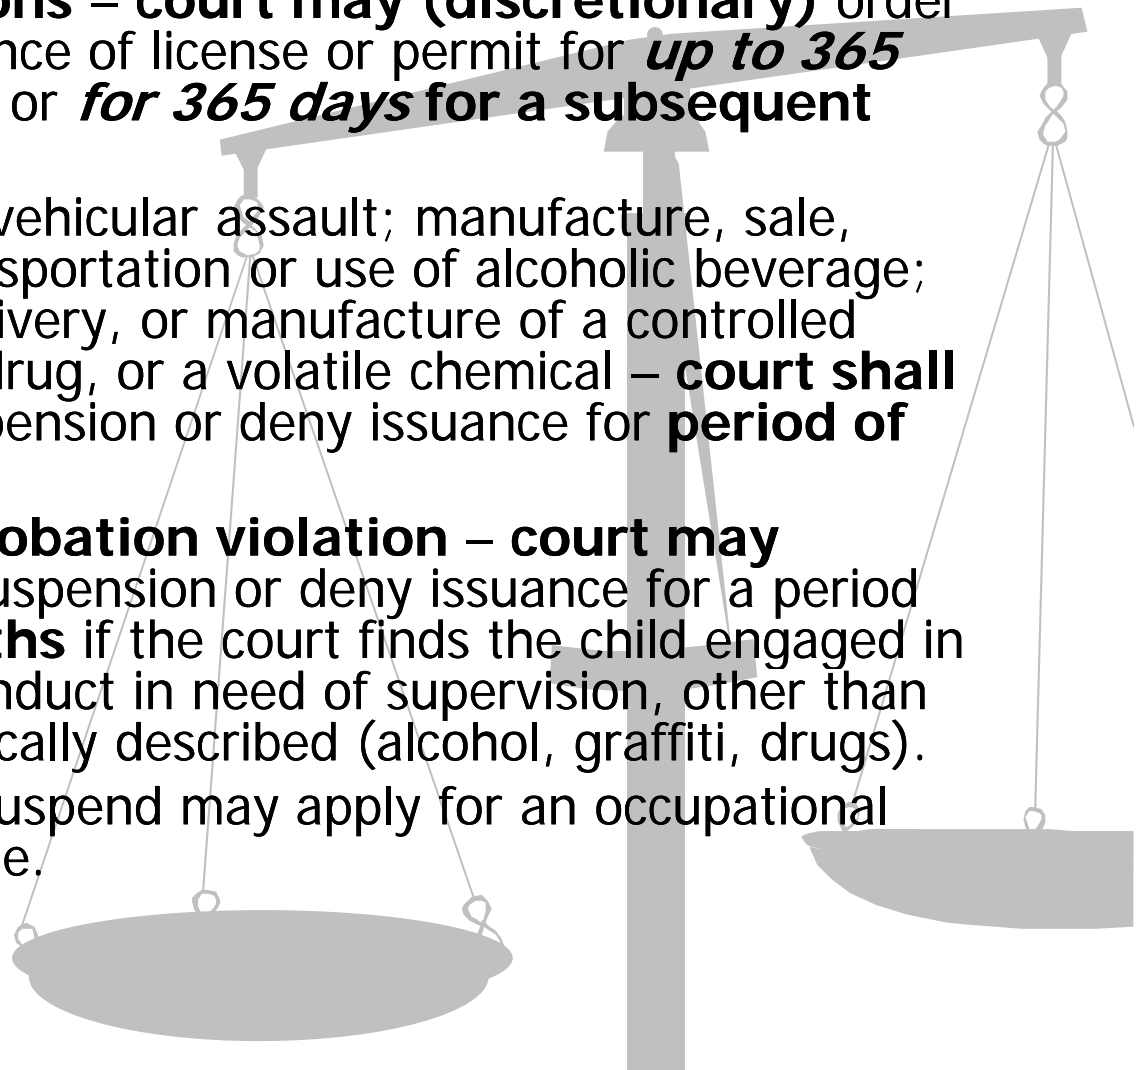 ons – court may (discretionary) order
nce of license or permit for up to 365
or for 365 days for a subsequent
vehicular assault; manufacture, sale,
sportation or use of alcoholic beverage;
ivery, or manufacture of a controlled
drug, or a volatile chemical – court shall
pension or deny issuance for period of
obation violation – court may
uspension or deny issuance for a period
ths if the court finds the child engaged in
nduct in need of supervision, other than
cally described (alcohol, graffiti, drugs).
uspend may apply for an occupational
e.